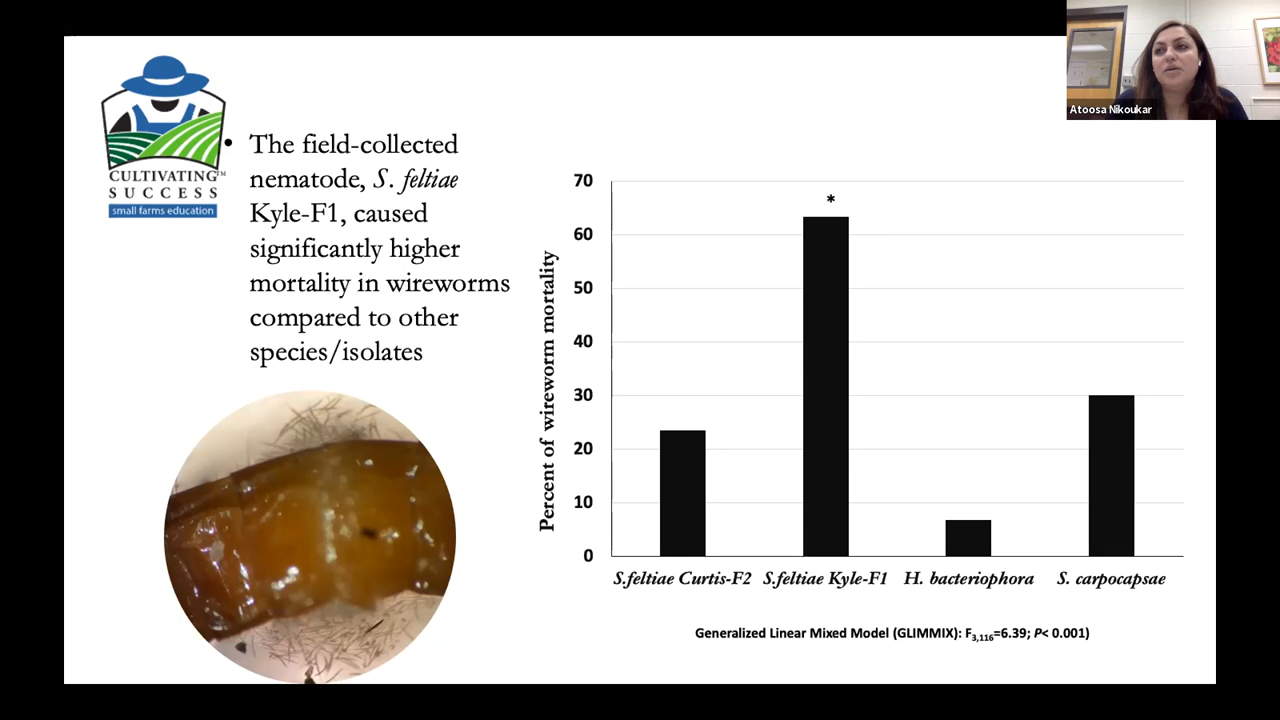 Atoosa Nikoukar
CULTIVATING™
SUCCESS
small farms education
• The field-collected
nematode, S. feltiae
Kyle-F1, caused
significantly higher
mortality in wireworms
compared to other
species/isolates
Percent of wireworm mortality
70
60
50
40
30
20
10
0
*
S.feltiae Curtis-F2 S.feltiae Kyle-F1 H. bacteriophora S. carpocapsae
Generalized Linear Mixed Model (GLIMMIX): F3,116=6.39; P< 0.001)